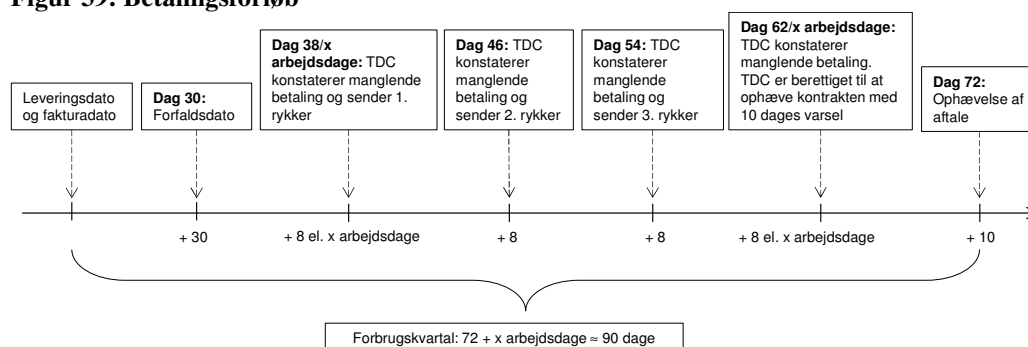 Figur 39: Betalingsforløb
Leveringsdato
og fakturadato
Dag 30:
Forfaldsdato
Dag 38/x
arbejdsdage: TDC
konstaterer manglende
betaling og sender 1.
rykker
Dag 46: TDC
konstaterer
manglende
betaling og
sender 2. rykker
Dag 54: TDC
konstaterer
manglende
betaling og
sender 3. rykker
Dag 62/x arbejdsdage:
TDC konstaterer
manglende betaling.
TDC er berettiget til at
ophæve kontrakten med
10 dages varsel
Dag 72:
Ophævelse af
aftale
+ 30
+ 8 el. x arbejdsdage
+ 8
+ 8
+ 8 el. x arbejdsdage
+ 10
Forbrugskvartal: 72 + x arbejdsdage ≈ 90 dage